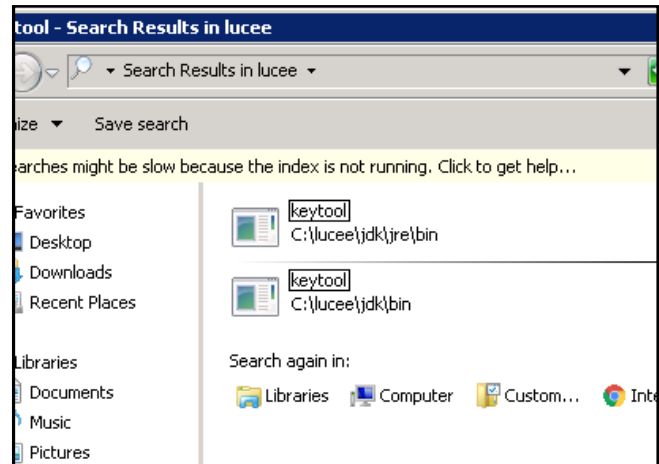 tool - Search Results in lucee
Search Results in lucee
ize Save search
earches might be slow because the index is not running. Click to get help...
Favorites
Desktop
Downloads
Recent Places
Libraries
Documents
Music
Pictures
keytool
C:\lucee\jdk\jre\bin
keytool
C:\lucee\jdk\bin
Search again in:
Libraries Computer Custom... Inte